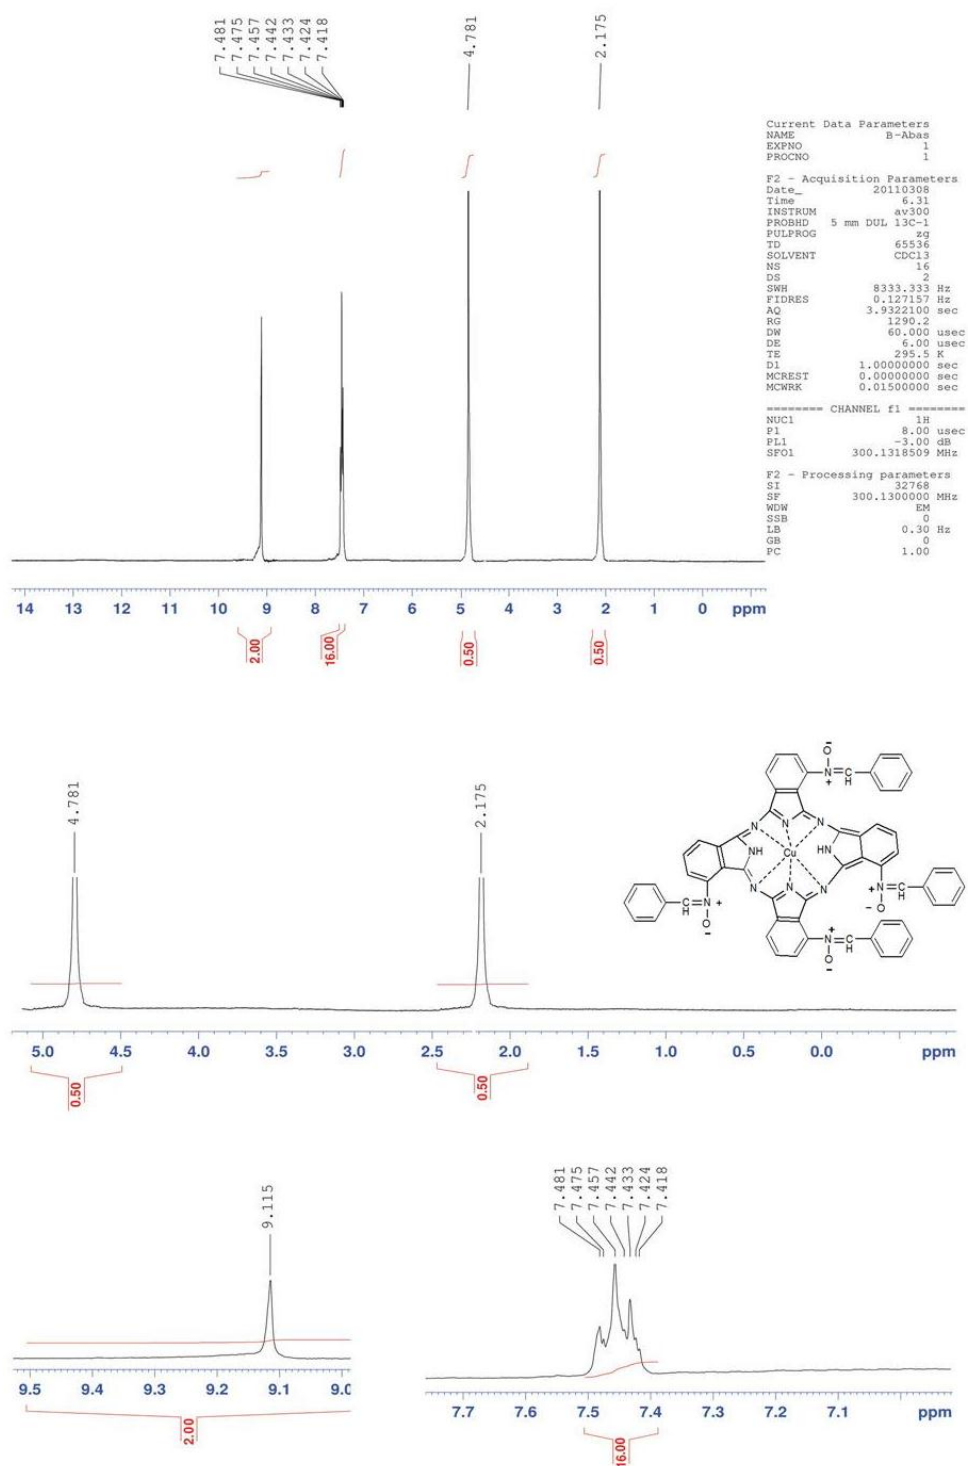 7.481
7.475
7.457
7.442
7.433
7.424
7.418
4.781
2.175
Current Data Parameters
NAME B-Abas
EXPNO 1
PROCNO 1
F2 - Acquisition Parameters
Date_ 20110308
Time 6.31
INSTRUM av300
PROBHD 5 mm DUL 13C-1
PULPROG zg
TD 65536
SOLVENT CDCl3
NS 16
DS 2
SWH 8333.333 Hz
FIDRES 0.127157 Hz
AQ 3.9322100 sec
RG 1290.2
DW 60.000 usec
DE 6.00 usec
TE 295.5 K
D1 1.00000000 sec
MCREST 0.00000000 sec
MCWRK 0.01500000 sec
======== CHANNEL f1 ========
NUC1 1H
P1 8.00 usec
PL1 -3.00 dB
SFO1 300.1318509 MHz
F2 - Processing parameters
SI 32768
SF 300.1300000 MHz
WDW EM
SSB 0
LB 0.30 Hz
GB 0
PC 1.00
14 13 12 11 10 9 8 7 6 5 4 3 2 1 0 ppm
2.00 16.00 0.50 0.50
4.781
2.175
O−
N+=CH
N N N
NH Cu HN
N N N
CH=N+
O−
N+=CH
O−
N+=CH
O−
5.0 4.5 4.0 3.5 3.0 2.5 2.0 1.5 1.0 0.5 0.0 ppm
0.50 0.50
9.115
9.5 9.4 9.3 9.2 9.1 9.0
2.00
7.481
7.475
7.457
7.442
7.433
7.424
7.418
7.7 7.6 7.5 7.4 7.3 7.2 7.1 ppm
16.00